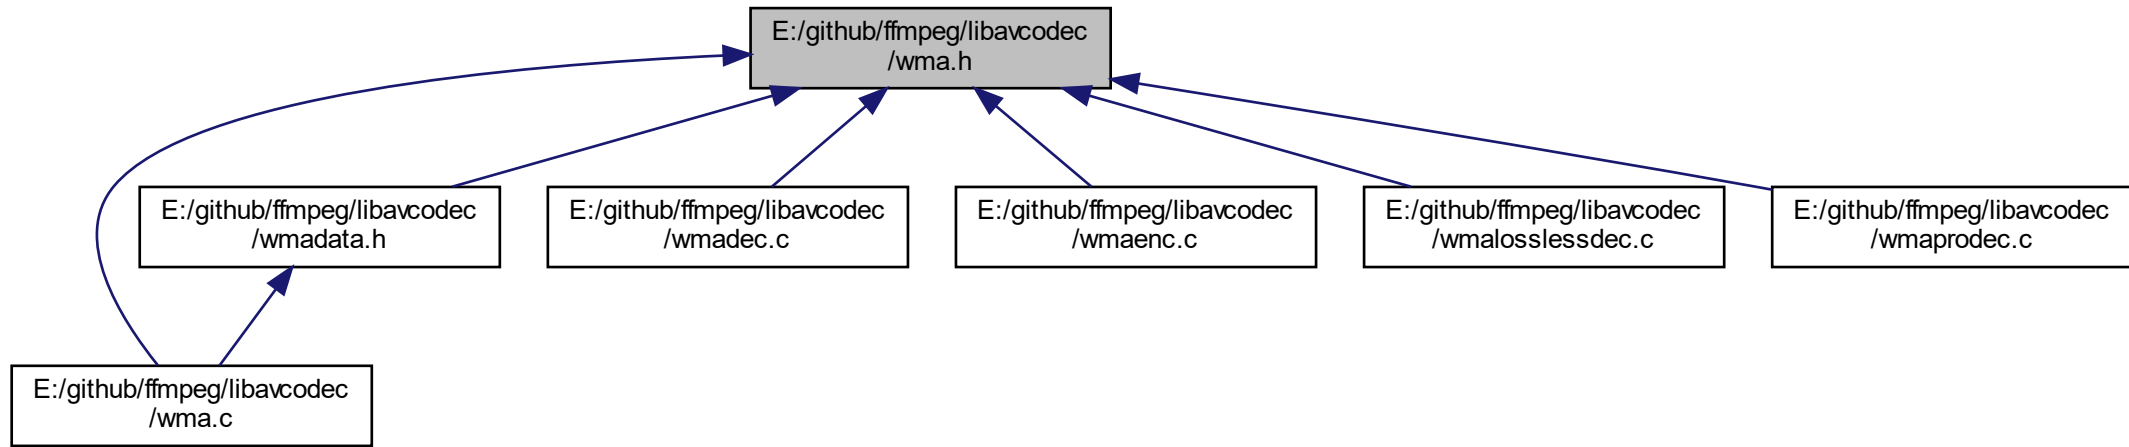 E:/github/ffmpeg/libavcodec
/wma.h
E:/github/ffmpeg/libavcodec
/wmadata.h
E:/github/ffmpeg/libavcodec
/wmadec.c
E:/github/ffmpeg/libavcodec
/wmaenc.c
E:/github/ffmpeg/libavcodec
/wmalosslessdec.c
E:/github/ffmpeg/libavcodec
/wmaprodec.c
E:/github/ffmpeg/libavcodec
/wma.c